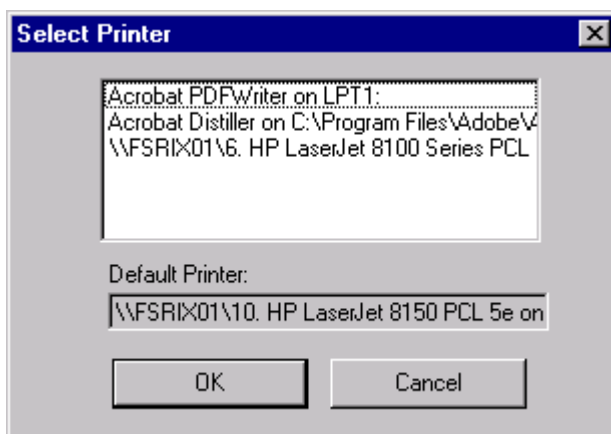 Select Printer
Acrobat PDFWriter on LPT1:
Acrobat Distiller on C:\Program Files\Adobe\A
\\FSRIX01\6. HP LaserJet 8100 Series PCL
Default Printer:
\\FSRIX01\10. HP LaserJet 8150 PCL 5e on
OK
Cancel